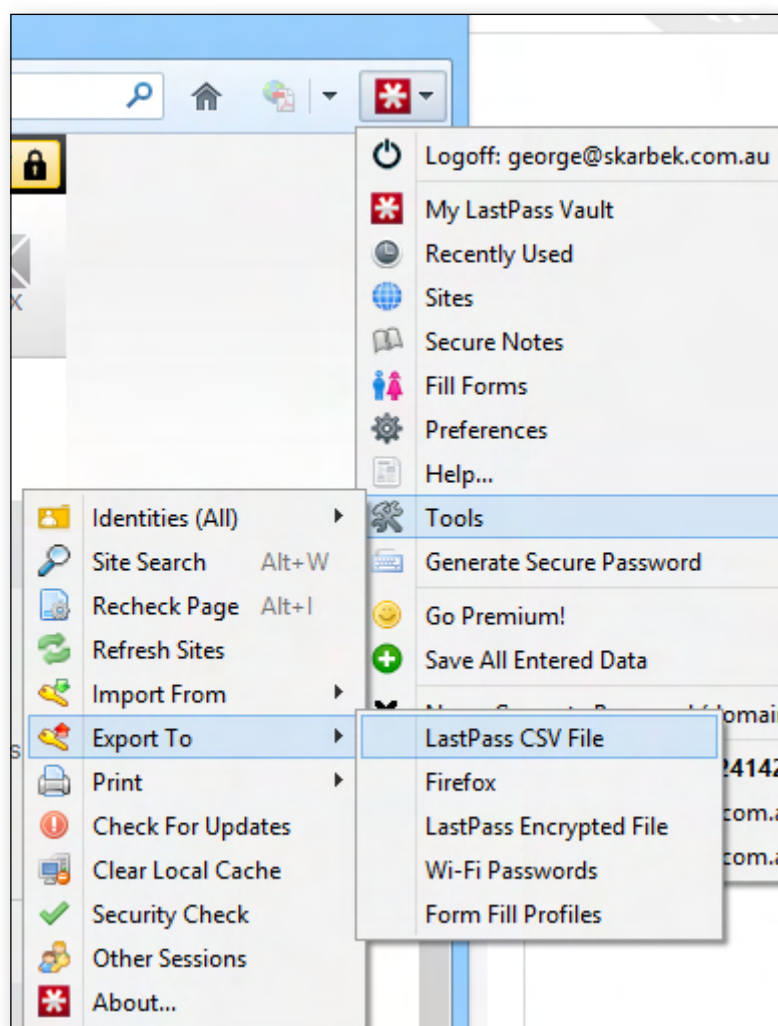 Logoff: george@skarbek.com.au
My LastPass Vault
Recently Used
Sites
Secure Notes
Fill Forms
Preferences
Help...
Tools
Generate Secure Password
Go Premium!
Save All Entered Data
2414Z
com.a
com.a
Identities (All)
Site Search Alt+W
Recheck Page Alt+I
Refresh Sites
Import From
Export To
Print
Check For Updates
Clear Local Cache
Security Check
Other Sessions
About...
LastPass CSV File
Firefox
LastPass Encrypted File
Wi-Fi Passwords
Form Fill Profiles
X
s